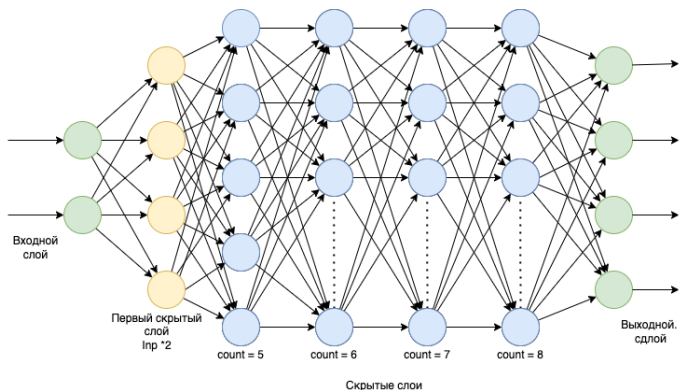 Входной
слой
Первый скрытый
слой
Inp *2
count = 5
count = 6
count = 7
count = 8
Выходной.
сдлой
Скрытые слои